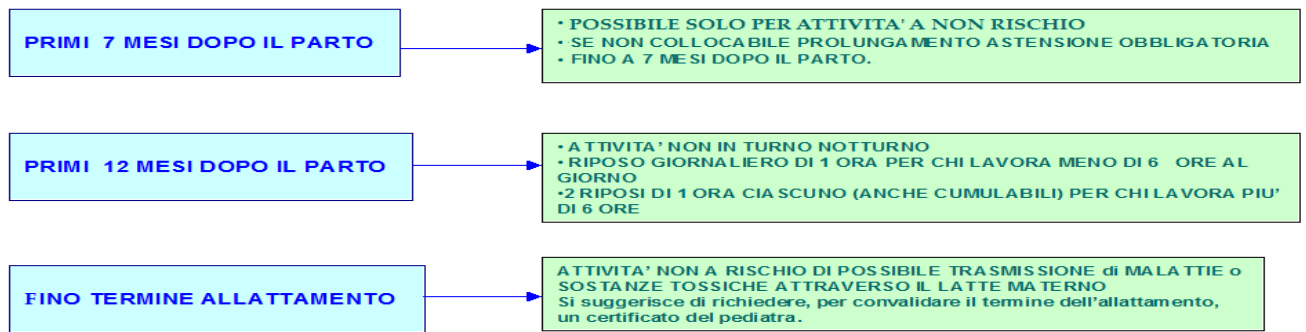 PRIMI 7 MESI DOPO IL PARTO
• POSSIBILE SOLO PER ATTIVITA' A NON RISCHIO
• SE NON COLLOCABILE PROLUNGAMENTO ASTENSIONE OBBLIGATORIA
• FINO A 7 MESI DOPO IL PARTO.
PRIMI 12 MESI DOPO IL PARTO
• ATTIVITA' NON IN TURNO NOTTURNO
• RIPOSO GIORNALIERO DI 1 ORA PER CHI LAVORA MENO DI 6 ORE AL
GIORNO
•2 RIPOSI DI 1 ORA CIASCUNO (ANCHE CUMULABILI) PER CHI LAVORA PIU'
DI 6 ORE
FINO TERMINE ALLATTAMENTO
ATTIVITA' NON A RISCHIO DI POSSIBILE TRASMISSIONE di MALATTIE o
SOSTANZE TOSSICHE ATTRAVERSO IL LATTE MATERNO
Si suggerisce di richiedere, per convalidare il termine dell'allattamento,
un certificato del pediatra.